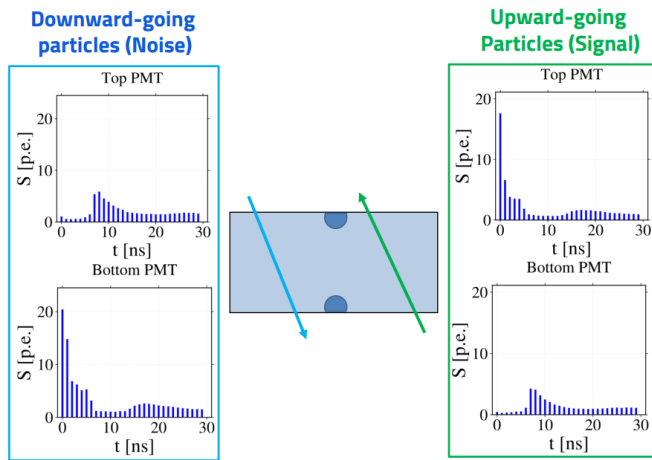 Downward-going
particles (Noise)
Top PMT
S [p.e.]
20
10
0
0 10 20 30
t [ns]
Bottom PMT
S [p.e.]
20
10
0
0 10 20 30
t [ns]
Upward-going
Particles (Signal)
Top PMT
S [p.e.]
20
10
0
0 10 20 30
t [ns]
Bottom PMT
S [p.e.]
20
10
0
0 10 20 30
t [ns]